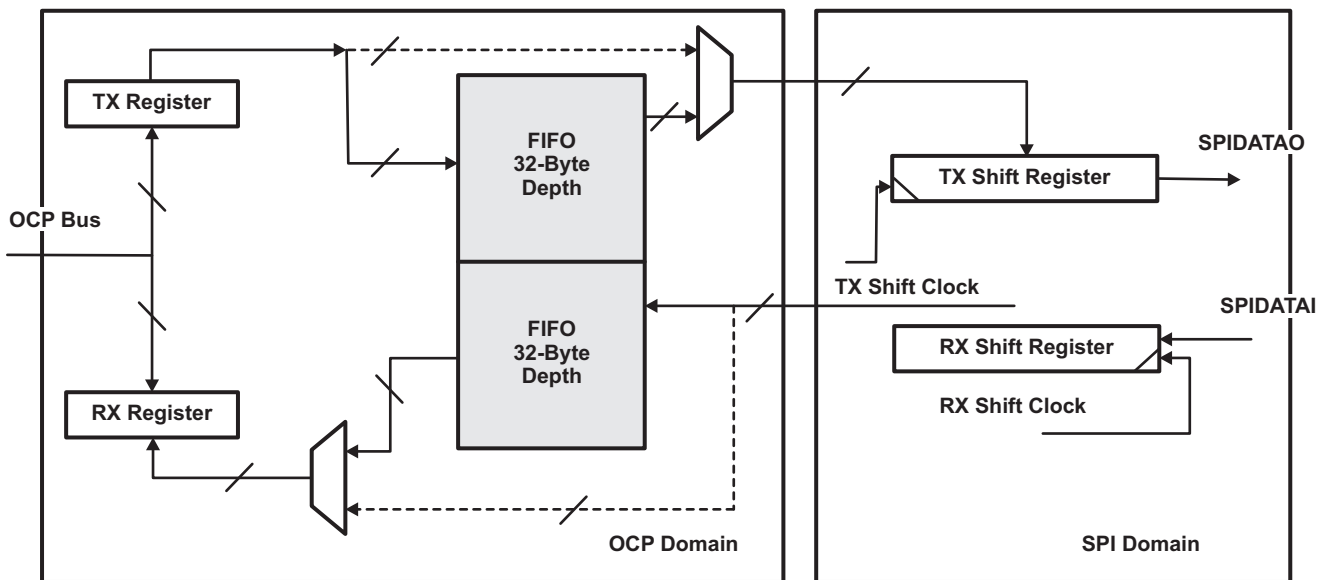 TX Register
FIFO
32-Byte
Depth
SPIDATAO
TX Shift Register
OCP Bus
TX Shift Clock
SPIDATAI
FIFO
32-Byte
Depth
RX Shift Register
RX Register
RX Shift Clock
OCP Domain
SPI Domain